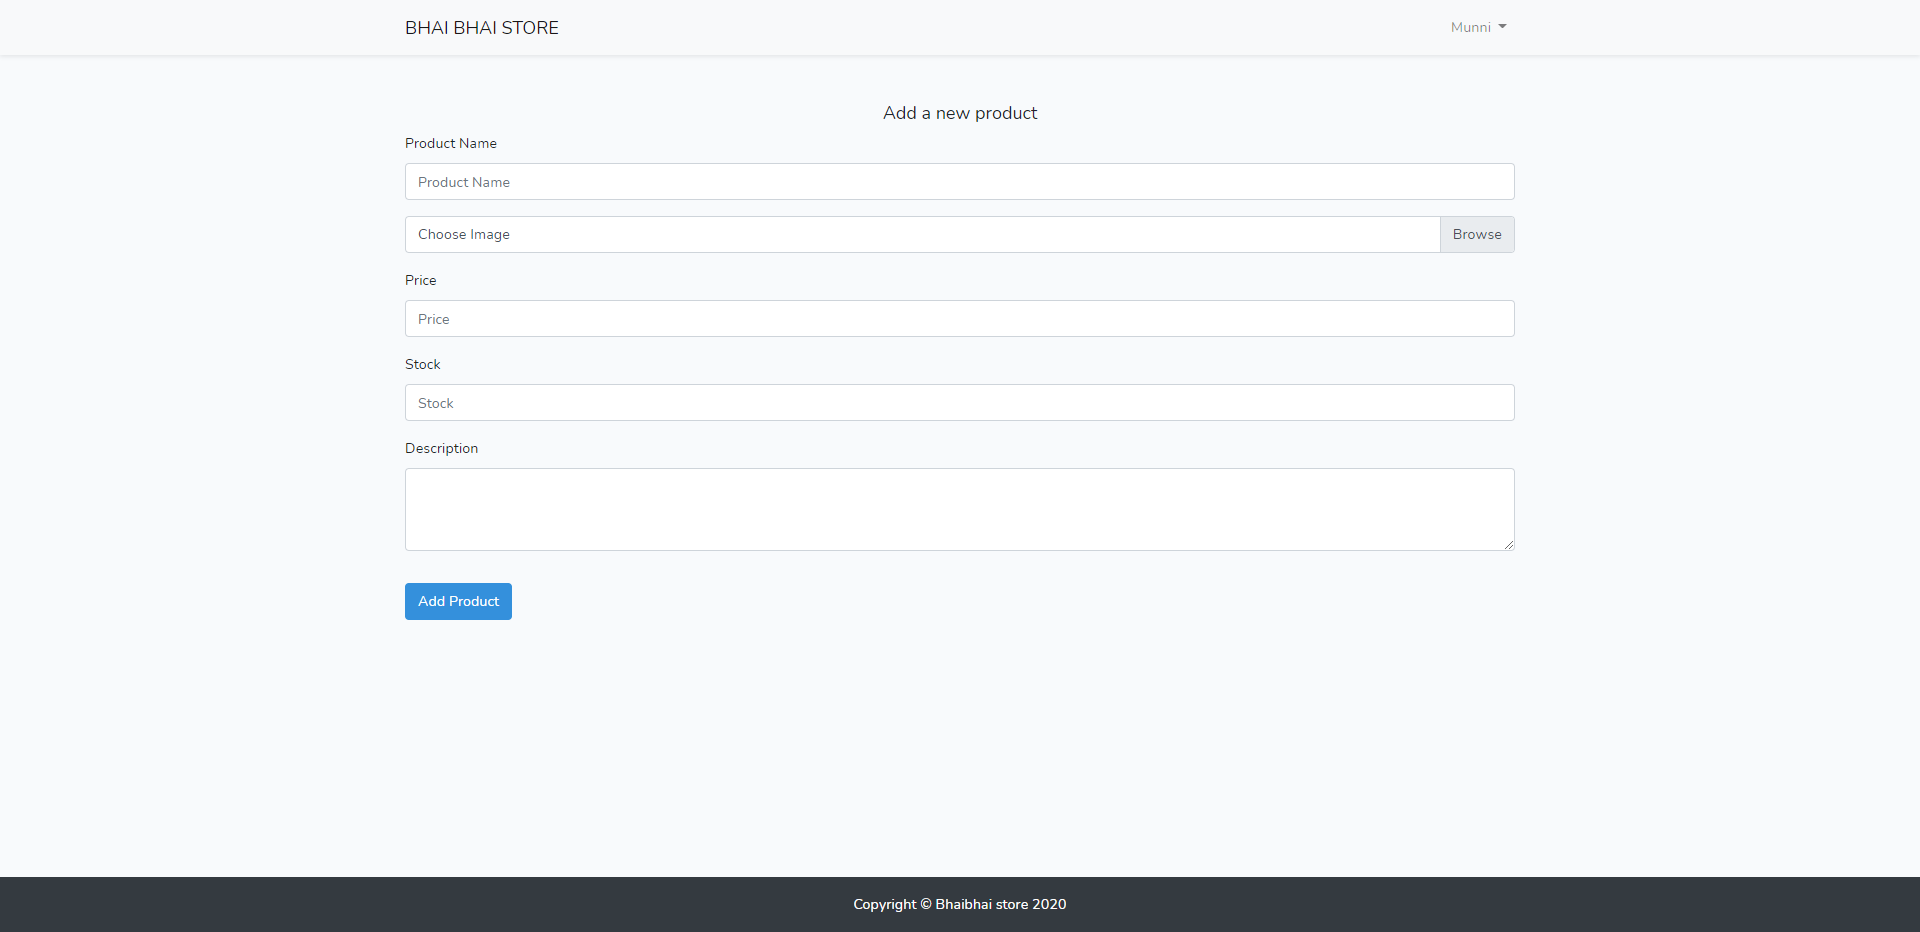 BHAI BHAI STORE
Munni
Add a new product
Product Name
Product Name
Choose Image
Browse
Price
Price
Stock
Stock
Description
Add Product
Copyright © Bhaibhai store 2020